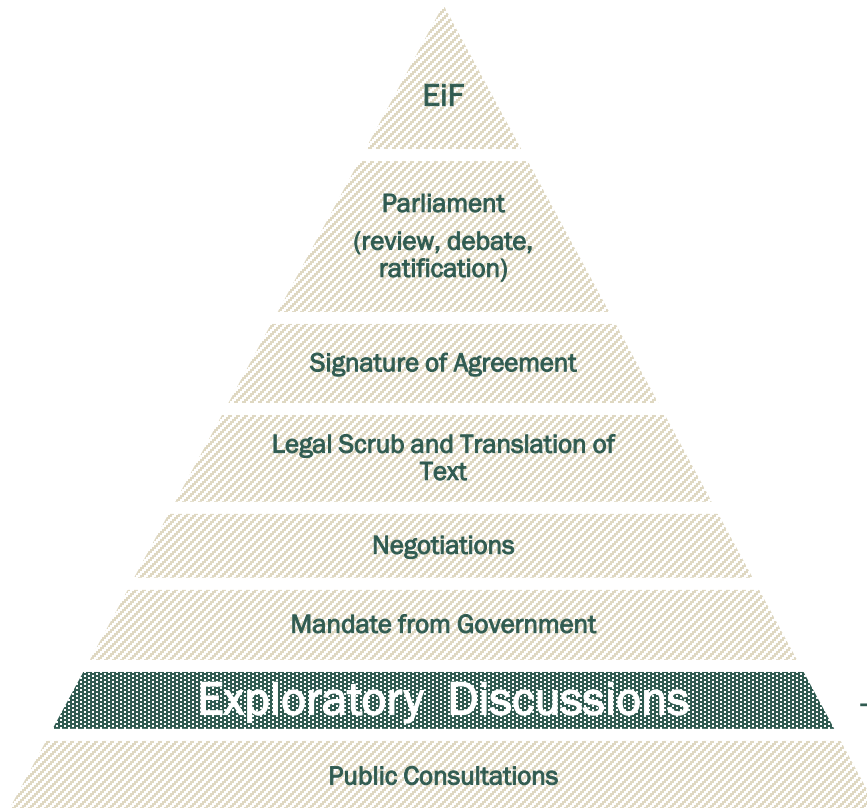 EiF
Parliament
(review, debate,
ratification)
Signature of Agreement
Legal Scrub and Translation of
Text
Negotiations
Mandate from Government
Exploratory Discussions
Public Consultations